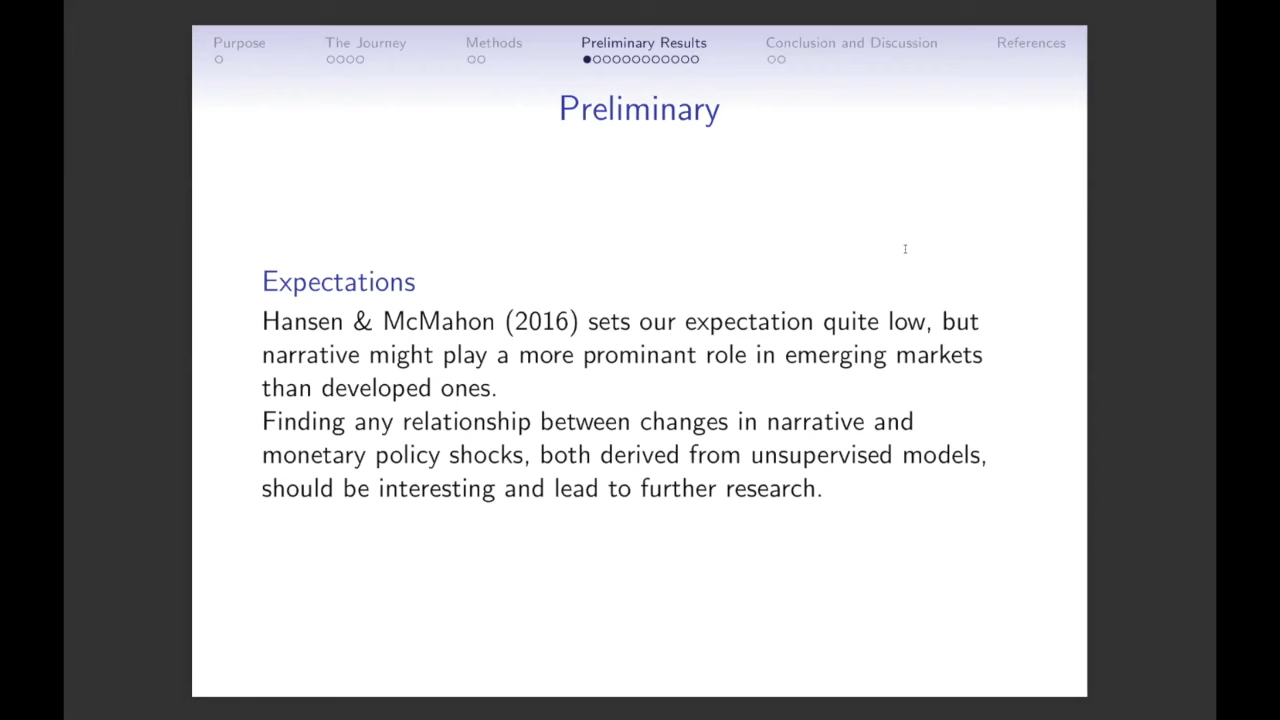 Purpose
The Journey
Methods
Preliminary Results
Conclusion and Discussion
References
Preliminary
Expectations
Hansen & McMahon (2016) sets our expectation quite low, but
narrative might play a more prominant role in emerging markets
than developed ones.
Finding any relationship between changes in narrative and
monetary policy shocks, both derived from unsupervised models,
should be interesting and lead to further research.